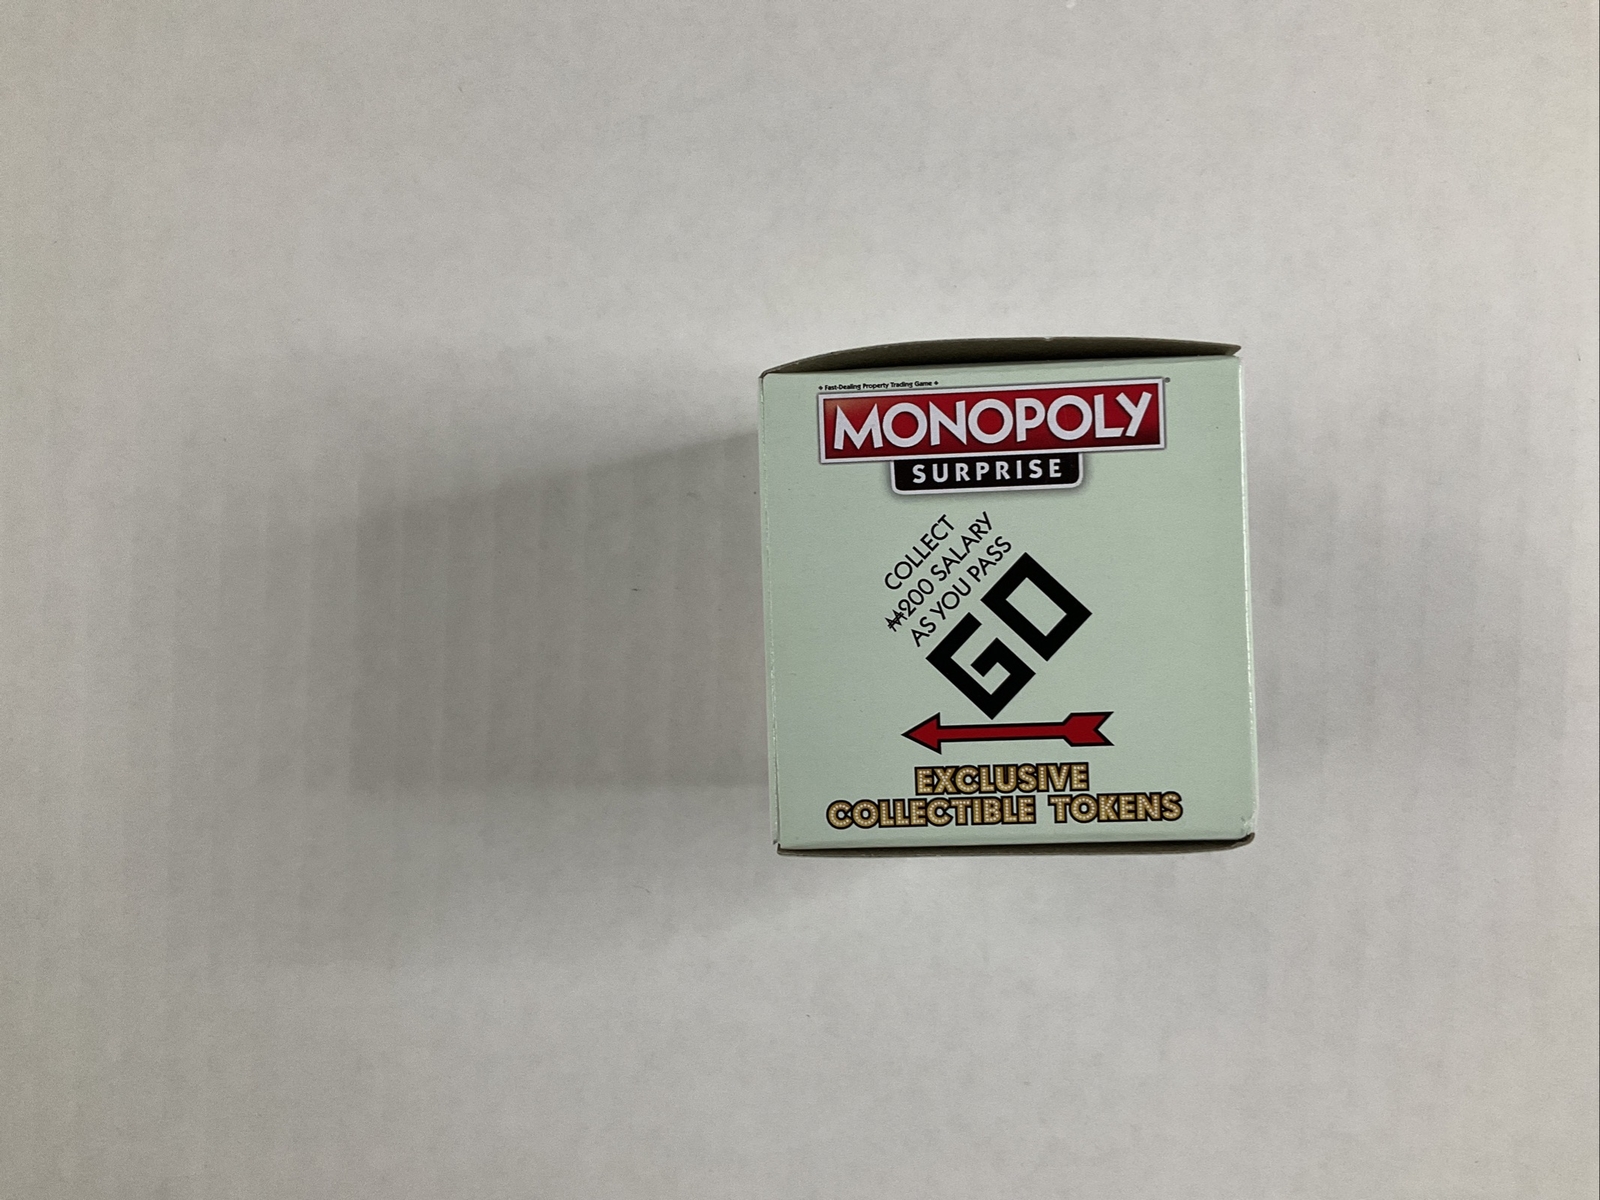 Fast-Dealing Property Trading Game
MONOPOLY
SURPRISE
COLLECT
₩200 SALARY
AS YOU PASS
GO
EXCLUSIVE
COLLECTIBLE TOKENS